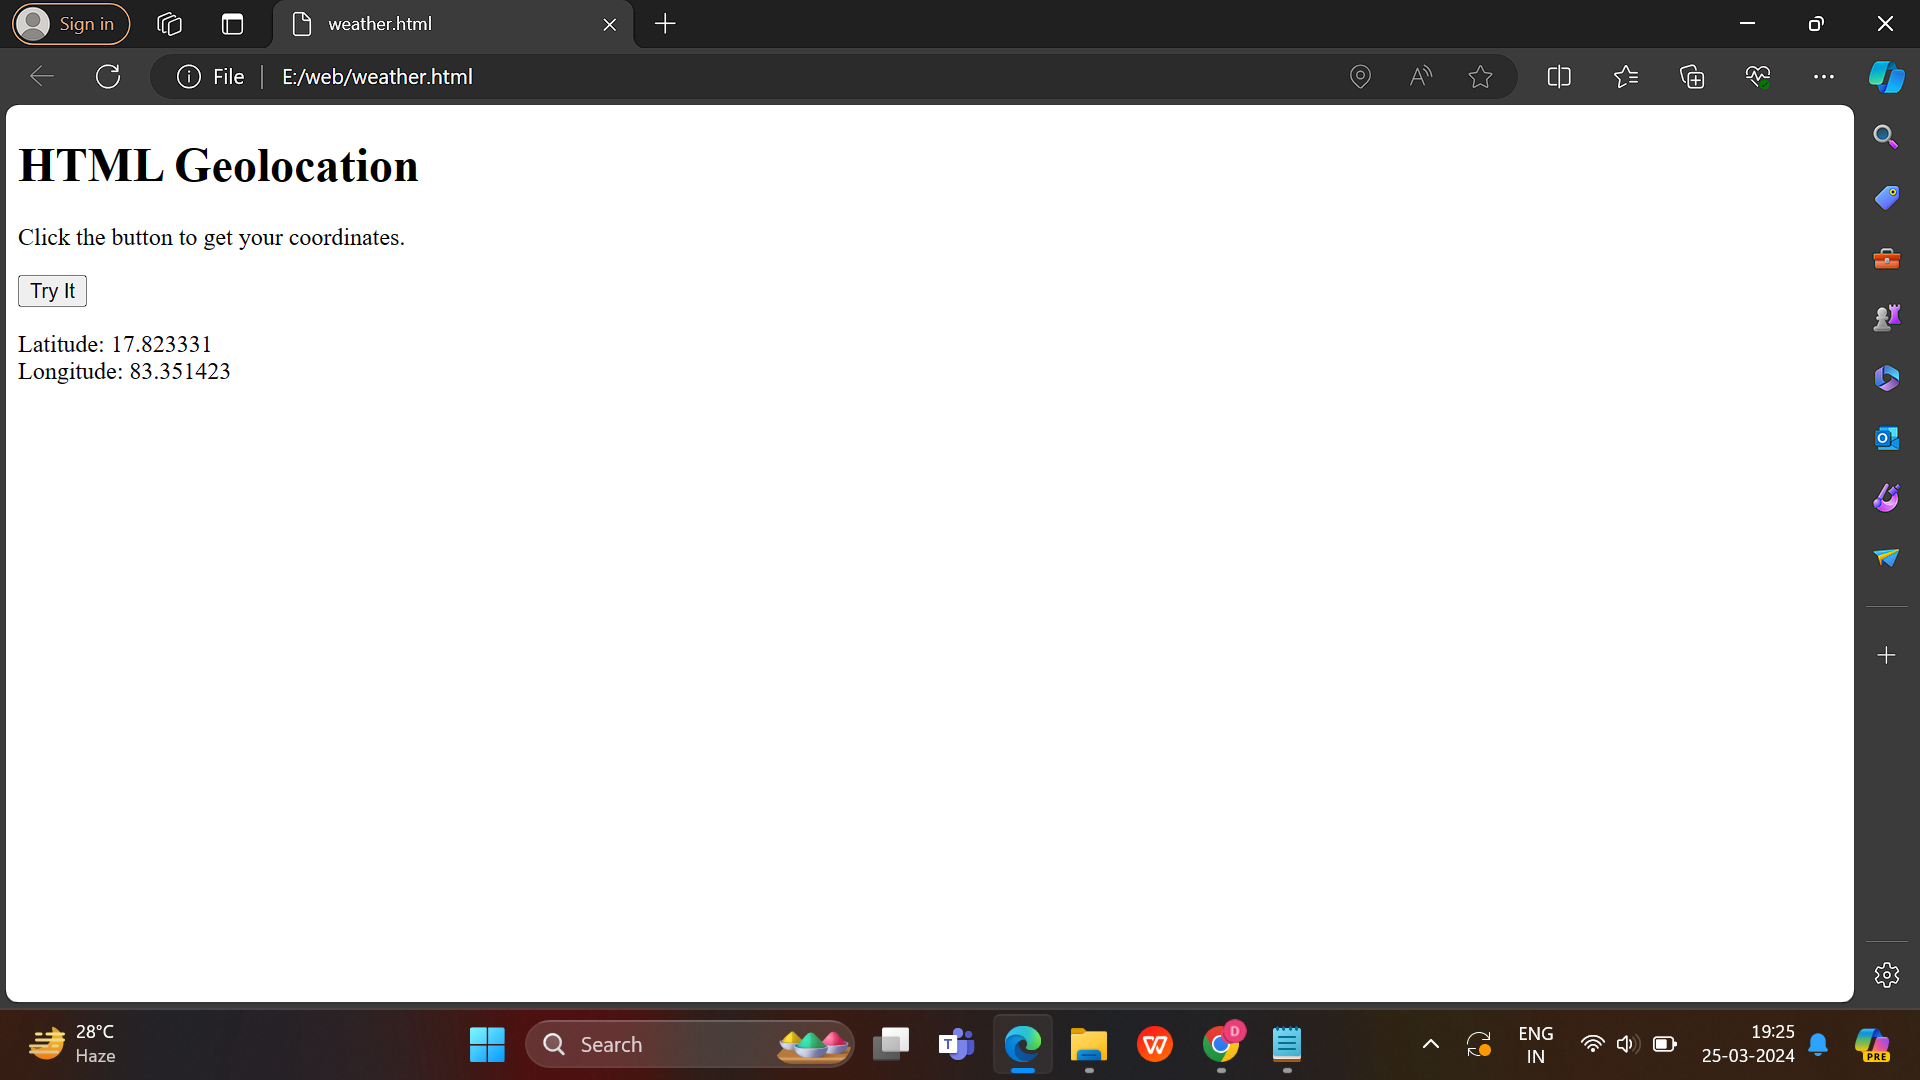 Sign in
weather.html
File
E:/web/weather.html
HTML Geolocation
Click the button to get your coordinates.
Try It
Latitude: 17.823331
Longitude: 83.351423
28°C
Haze
Search
D
ENG
IN
19:25
25-03-2024
PRE